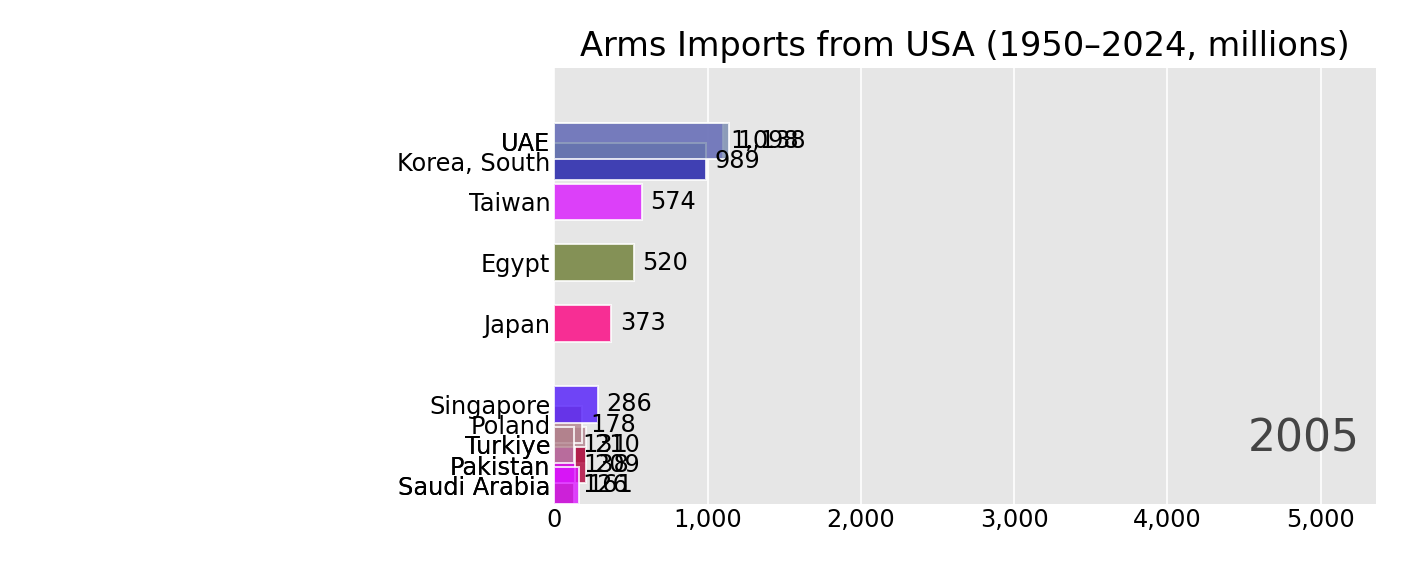 Arms Imports from USA (1950–2024, millions)
UAE
1,098
1,138
Korea, South 989
Taiwan 574
Egypt 520
Japan 373
Singapore 286
Poland 178
Turkiye
Pakistan
Saudi Arabia
2005
0 1,000 2,000 3,000 4,000 5,000